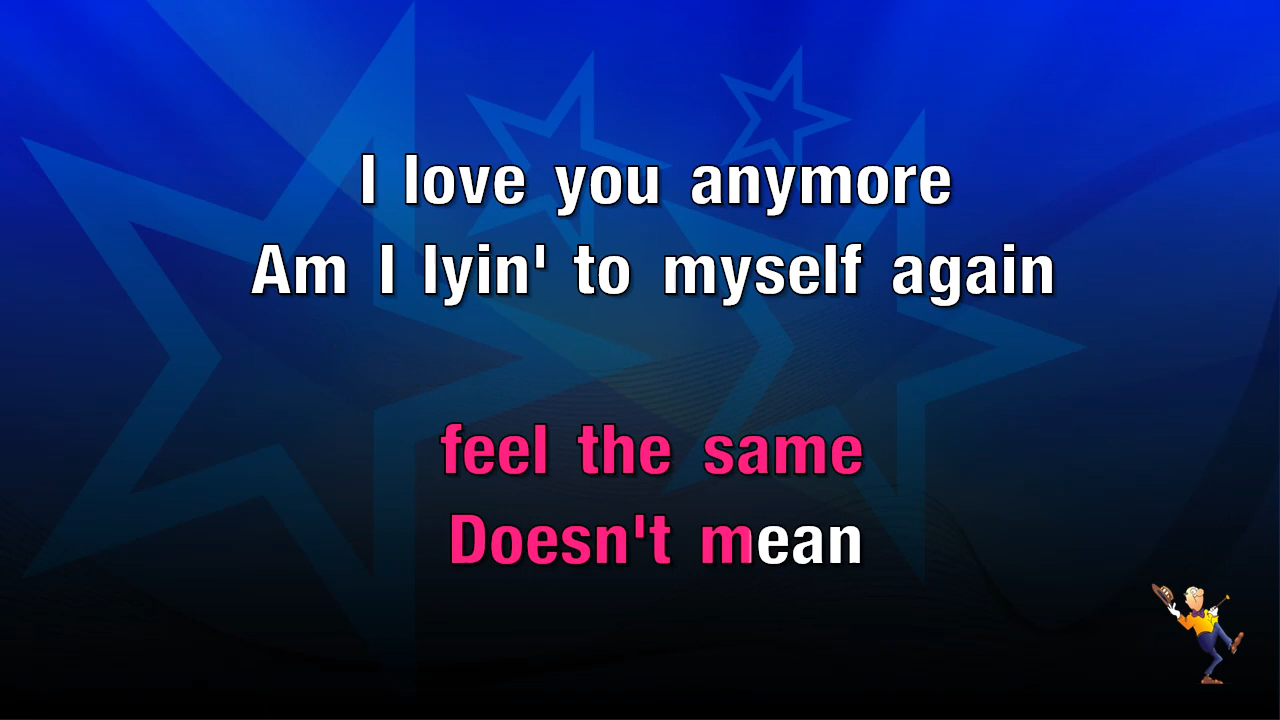 I love you anymore
Am I lyin' to myself again
feel the same
Doesn't mean